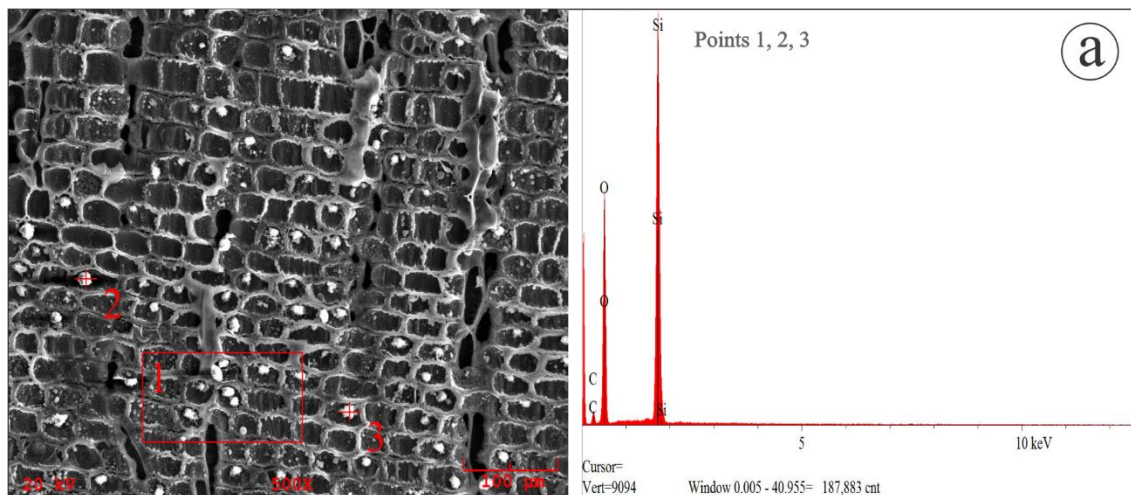 1
2
3
20 kV
900X
100 µm
Points 1, 2, 3
a
Si
Si
Si
O
O
C
C
5
10 keV
Cursor=
Vert=9094 Window 0.005 - 40.955= 187,883 cnt